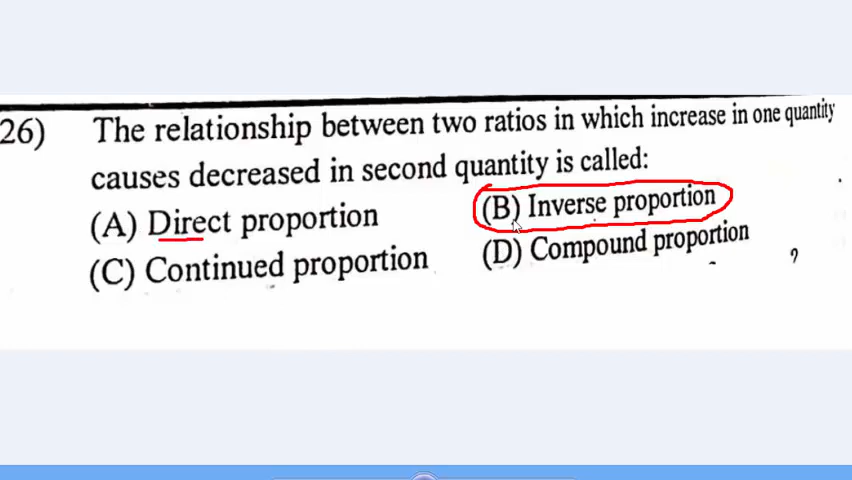 26) The relationship between two ratios in which increase in one quantity
causes decreased in second quantity is called:
(A) Direct proportion (B) Inverse proportion
(C) Continued proportion (D) Compound proportion
?